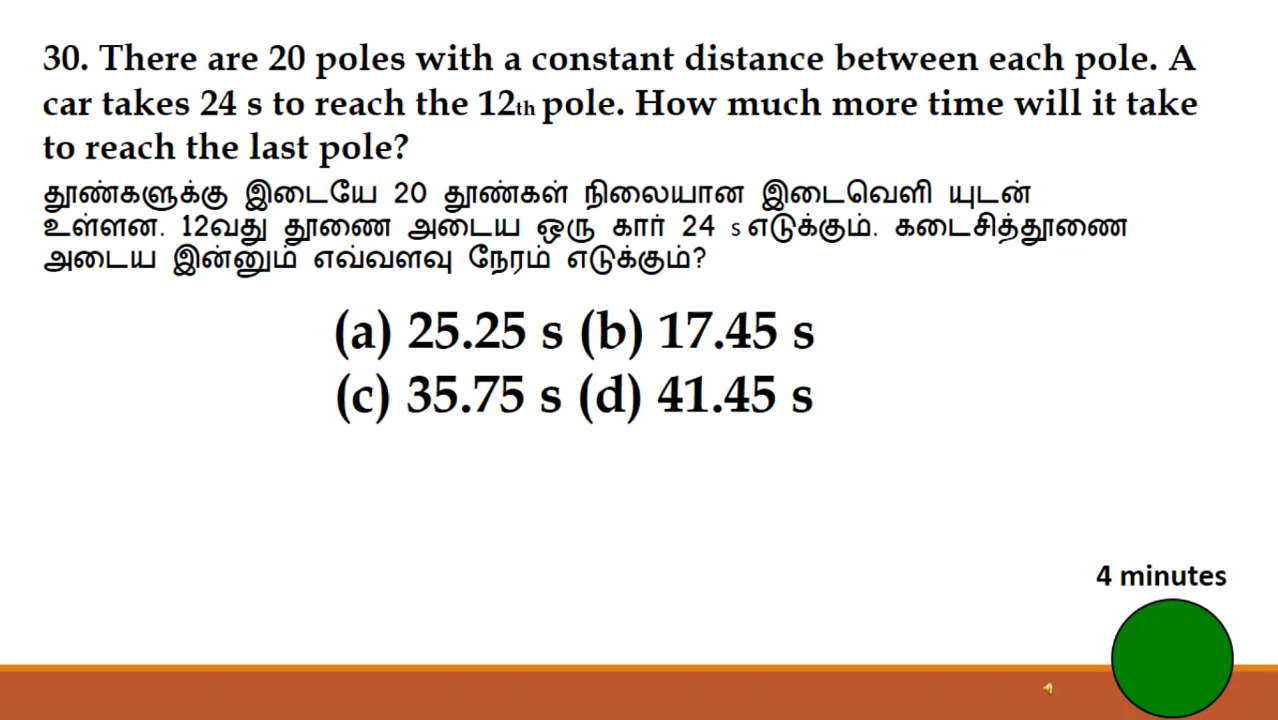 30. There are 20 poles with a constant distance between each pole. A
car takes 24 s to reach the 12th pole. How much more time will it take
to reach the last pole?
தூண்களுக்கு இடையே 20 தூண்கள் நிலையான இடைவெளி யுடன்
உள்ளன. 12வது தூணை அடைய ஒரு கார் 24 s எடுக்கும். கடைசித்தூணை
அடைய இன்னும் எவ்வளவு நேரம் எடுக்கும்?
(a) 25.25 s (b) 17.45 s
(c) 35.75 s (d) 41.45 s
4 minutes